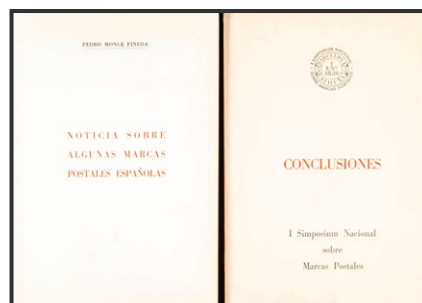 PEDRO MONGE PINEDA
NOTICIA SOBRE
ALGUNAS MARCAS
POSTALES ESPAÑOLAS
CONCLUSIONES
I Simposium Nacional
sobre
Marcas Postales